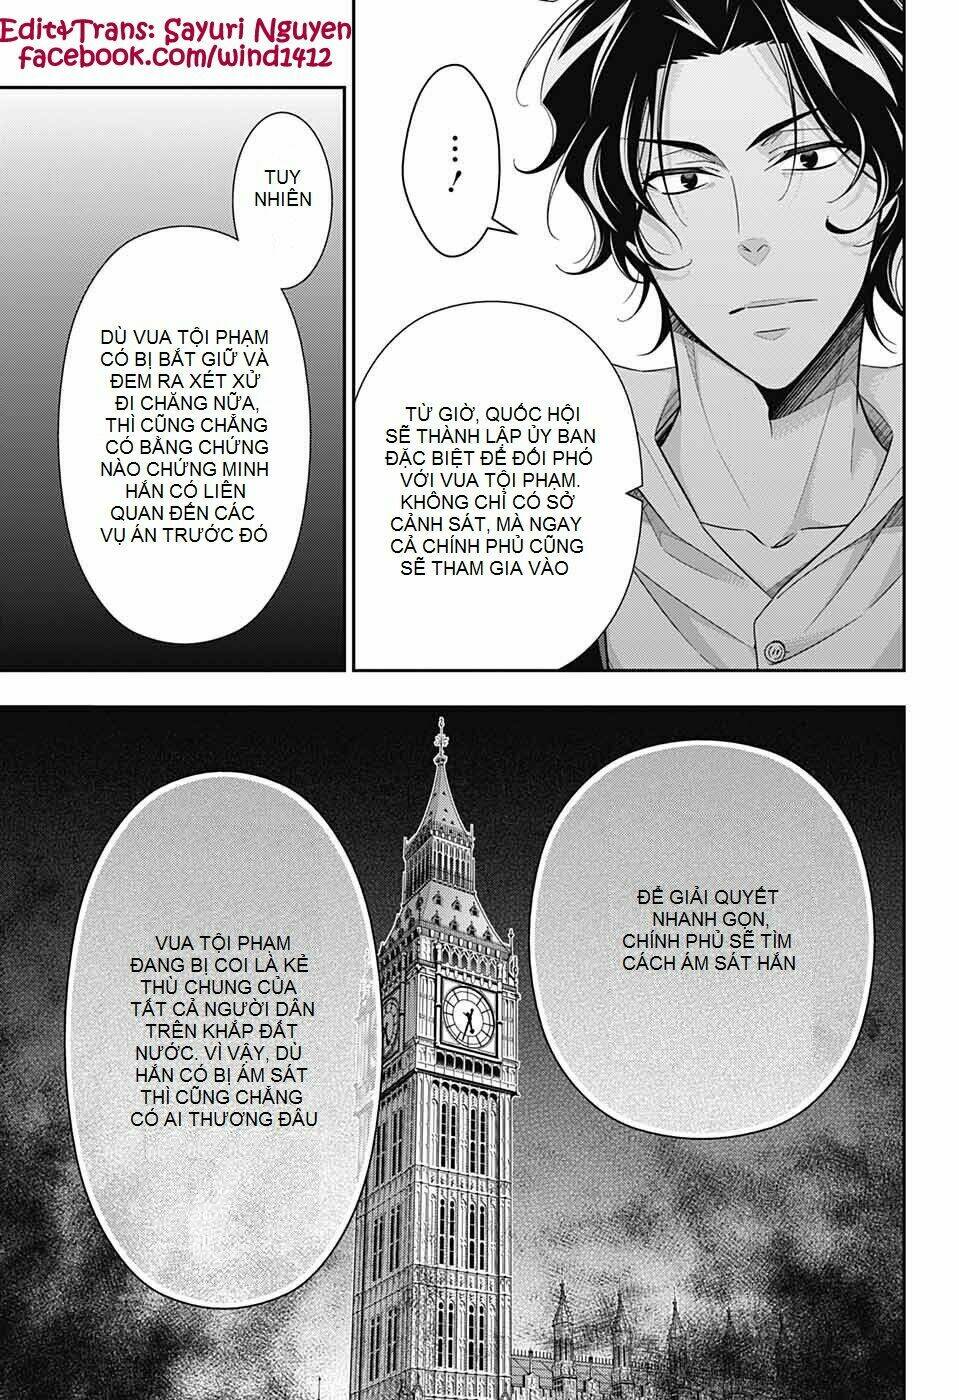 Edit&Trans: Sayuri Nguyen
facebook.com/wind1412
......!
TỪ GIỜ, QUỐC HỘI
SẼ THÀNH LẬP ỦY BAN
ĐẶC BIỆT ĐỂ ĐỐI PHÓ
VỚI VUA TỘI PHẠM.
KHÔNG CHỈ CÓ SỞ
CẢNH SÁT, MÀ NGAY
CẢ CHÍNH PHỦ CŨNG
SẼ THAM GIA VÀO
TUY
NHIÊN
DÙ VUA TỘI PHẠM
CÓ BỊ BẮT GIỮ VÀ
ĐEM RA XÉT XỬ
ĐI CHĂNG NỮA,
THÌ CŨNG CHẲNG
CÓ BẰNG CHỨNG
NÀO CHỨNG MINH
HẮN CÓ LIÊN
QUAN ĐẾN CÁC
VỤ ÁN TRƯỚC ĐÓ
ĐỂ GIẢI QUYẾT
NHANH GỌN,
CHÍNH PHỦ SẼ TÌM
CÁCH ÁM SÁT HẮN
VUA TỘI PHẠM
ĐANG BỊ COI LÀ KẺ
THÙ CHUNG CỦA
TẤT CẢ NGƯỜI DÂN
TRÊN KHẮP ĐẤT
NƯỚC. VÌ VẬY, DÙ
HẮN CÓ BỊ ÁM SÁT
THÌ CŨNG CHẲNG
CÓ AI THƯƠNG ĐÂU